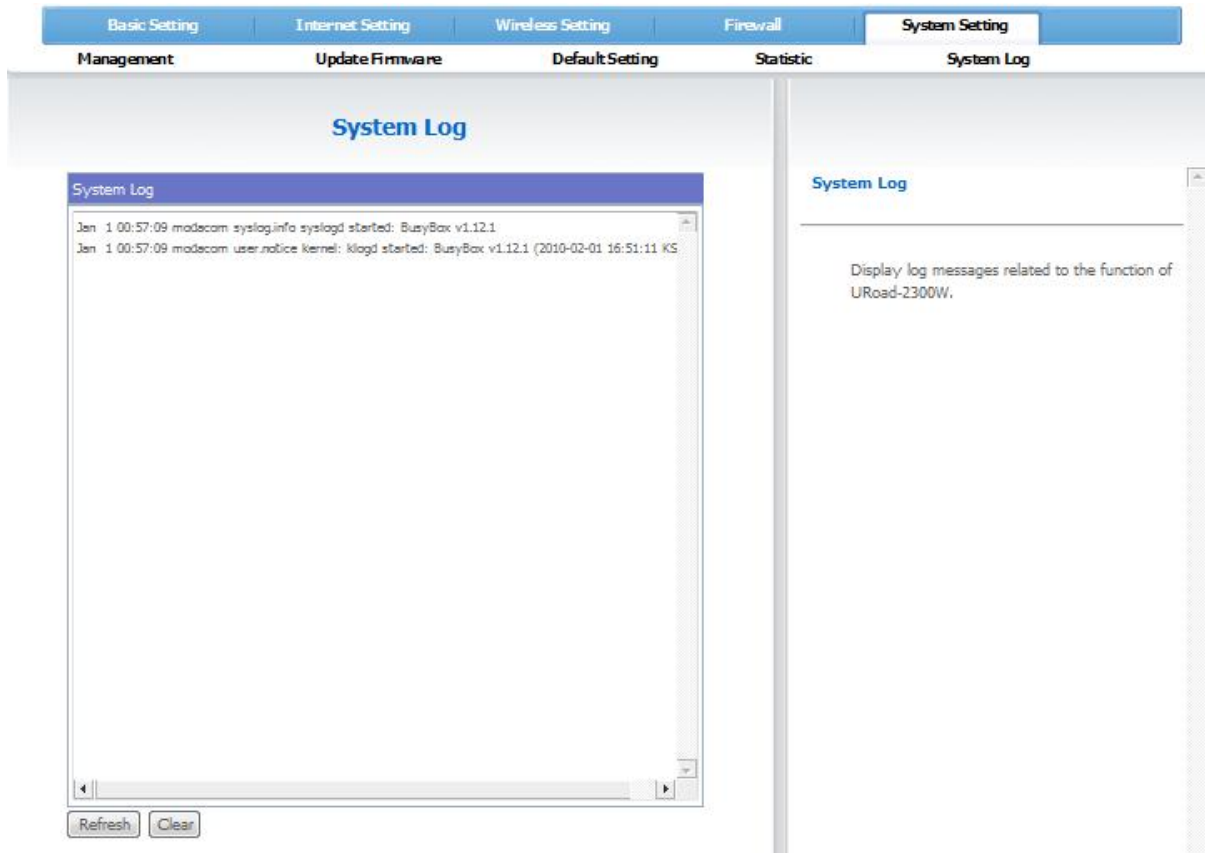 Basic Setting Internet Setting Wireless Setting Firewall System Setting
Management Update Firmware Default Setting Statistic System Log
System Log
System Log
Jan 1 00:57:09 modacom syslog.info syslogd started: BusyBox v1.12.1
Jan 1 00:57:09 modacom user.notice kernel: klogd started: BusyBox v1.12.1 (2010-02-01 16:51:11 KS
Refresh Clear
System Log
Display log messages related to the function of
URoad-2300W.